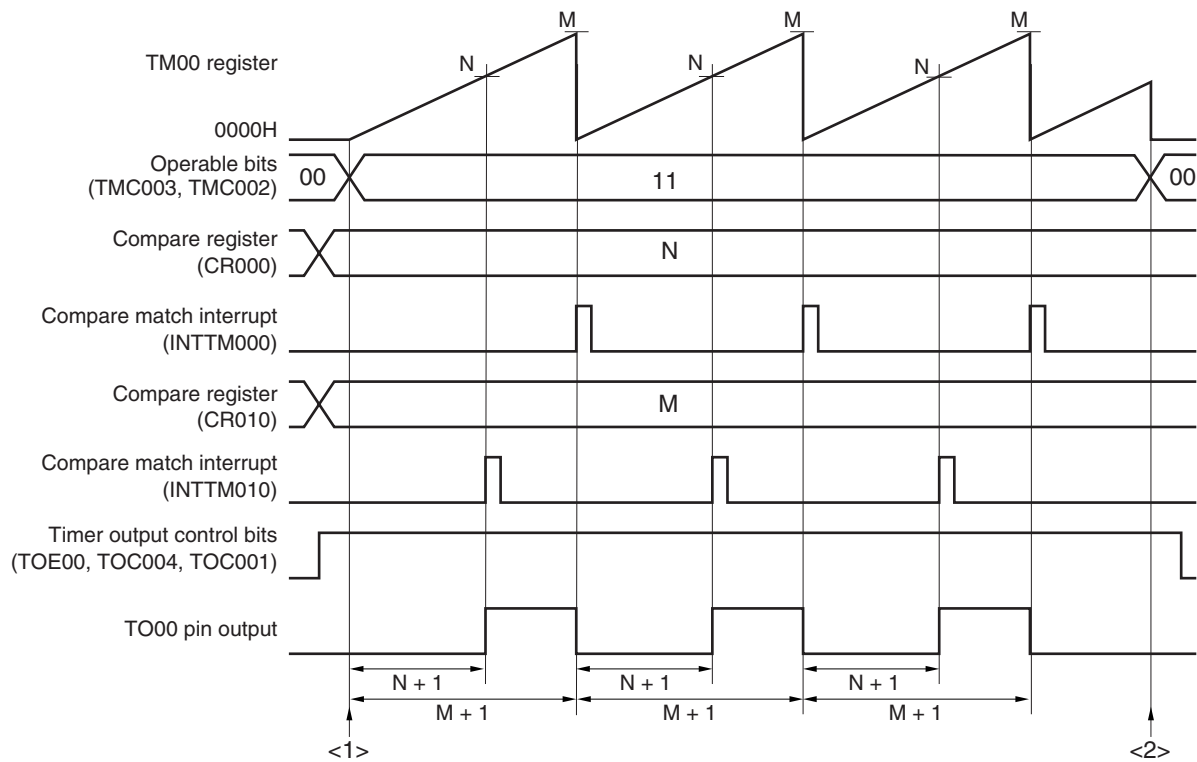 M M M
TM00 register
N N N
0000H
Operable bits
(TMC003, TMC002)
00 11 00
Compare register
(CR000)
N
Compare match interrupt
(INTTM000)
Compare register
(CR010)
M
Compare match interrupt
(INTTM010)
Timer output control bits
(TOE00, TOC004, TOC001)
TO00 pin output
N + 1 N + 1 N + 1
M + 1 M + 1 M + 1
<1> <2>